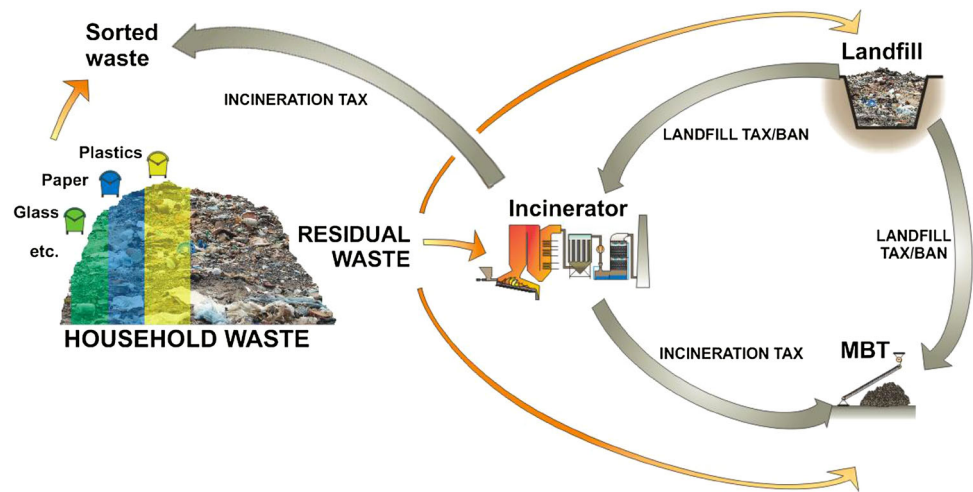 Sorted
waste
INCINERATION TAX
Landfill
LANDFILL TAX/BAN
Plastics
Paper
Glass
etc.
Incinerator
RESIDUAL
WASTE
LANDFILL
TAX/BAN
HOUSEHOLD WASTE
INCINERATION TAX
MBT